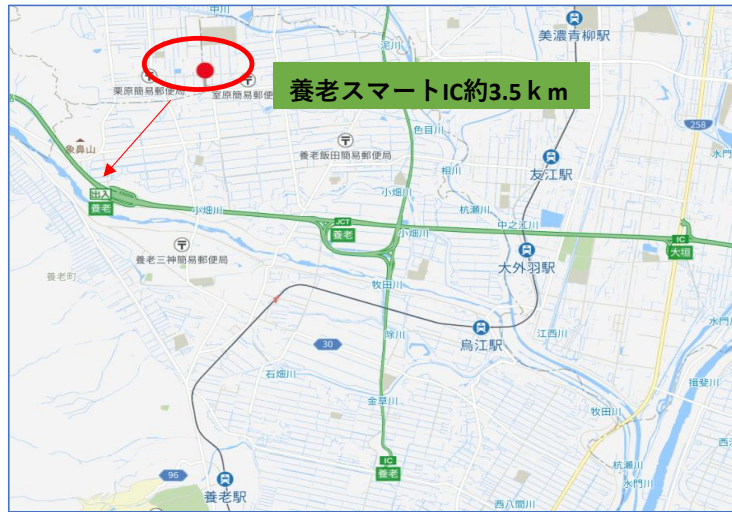 中川
泥川
美濃青柳駅
栗原簡易郵便局
室原簡易郵便局
養老スマートIC約3.5ｋｍ
258
色目川
水門川
象鼻山
養老飯田簡易郵便局
相川
友江駅
出入
養老
小畑川
小畑川
杭瀬川
中之江川
JCT
養老
小畑川
IC
大垣
養老三神簡易郵便局
大外羽駅
養老町
牧田川
除川
烏江駅
江西川
水門川
30
石畑川
揖斐川
金草川
牧田川
IC
養老
杭瀬川
水門川
96
養老駅
西八間川